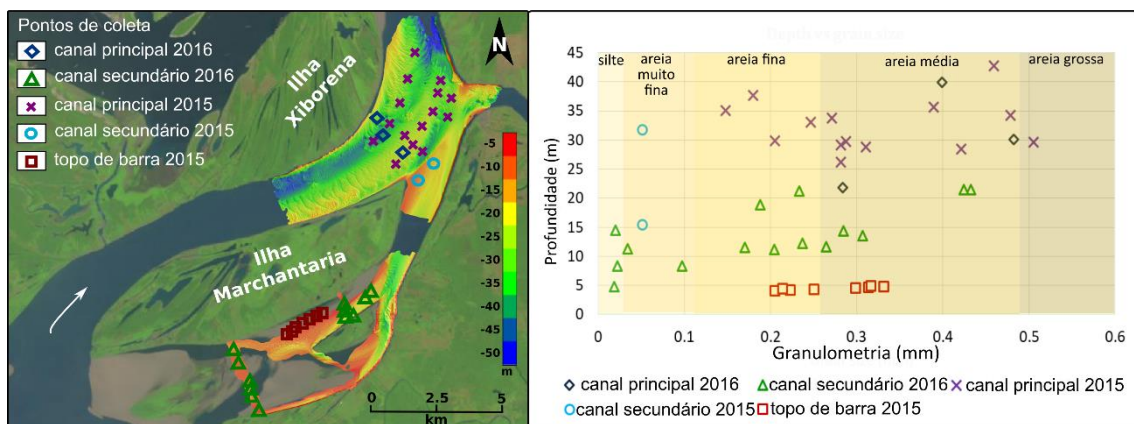 Pontos de coleta
canal principal 2016
canal secundário 2016
canal principal 2015
canal secundário 2015
topo de barra 2015
Ilha
Xiborena
N
Ilha
Marchantaria
-5
-10
-15
-20
-25
-30
-35
-40
-45
-50
m
0 2.5 5
km
Depth vs grain size
silte
areia
muito
fina
areia fina
areia média
areia grossa
Profundidade (m)
45
40
35
30
25
20
15
10
5
0
0 0.1 0.2 0.3 0.4 0.5 0.6
Granulometria (mm)
canal principal 2016 canal secundário 2016 canal principal 2015
canal secundário 2015 topo de barra 2015